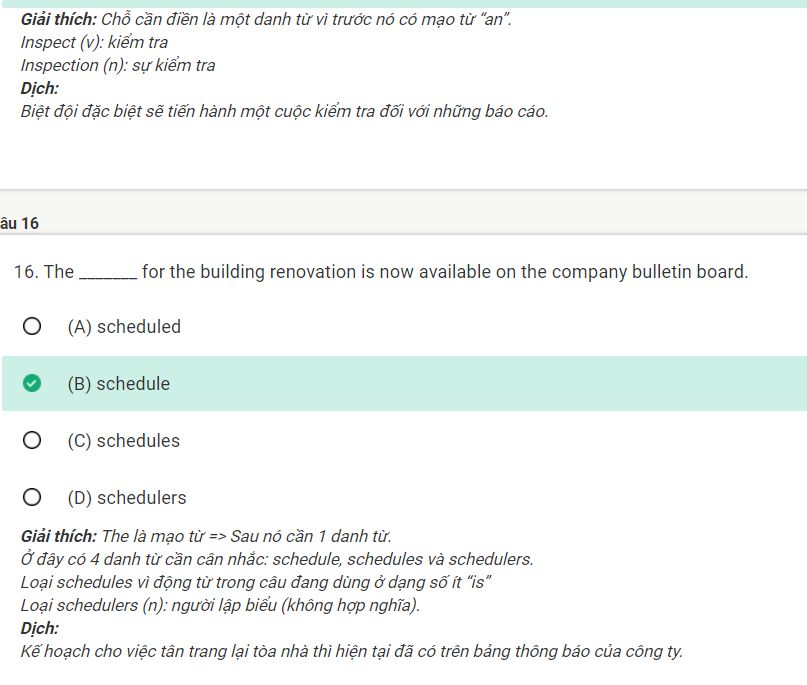 Giải thích: Chỗ cần điền là một danh từ vì trước nó có mạo từ “an”.
Inspect (v): kiểm tra
Inspection (n): sự kiểm tra
Dịch:
Biệt đội đặc biệt sẽ tiến hành một cuộc kiểm tra đối với những báo cáo.
âu 16
16. The _______ for the building renovation is now available on the company bulletin board.
(A) scheduled
(B) schedule
(C) schedules
(D) schedulers
Giải thích: The là mạo từ => Sau nó cần 1 danh từ.
Ở đây có 4 danh từ cần cân nhắc: schedule, schedules và schedulers.
Loại schedules vì động từ trong câu đang dùng ở dạng số ít “is”
Loại schedulers (n): người lập biểu (không hợp nghĩa).
Dịch:
Kế hoạch cho việc tân trang lại tòa nhà thì hiện tại đã có trên bảng thông báo của công ty.